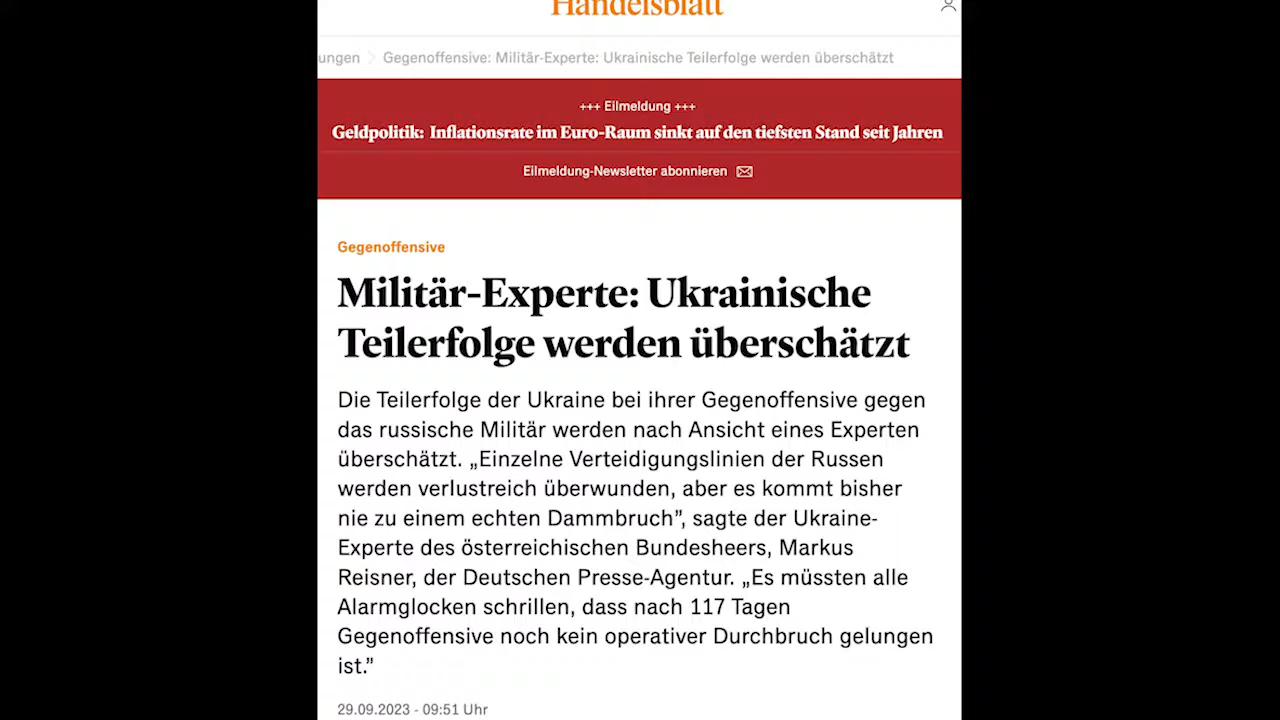 Handelsblatt
ungen > Gegenoffensive: Militär-Experte: Ukrainische Teilerfolge werden überschätzt
+++ Eilmeldung +++
Geldpolitik: Inflationsrate im Euro-Raum sinkt auf den tiefsten Stand seit Jahren
Eilmeldung-Newsletter abonnieren
Gegenoffensive
Militär-Experte: Ukrainische
Teilerfolge werden überschätzt
Die Teilerfolge der Ukraine bei ihrer Gegenoffensive gegen
das russische Militär werden nach Ansicht eines Experten
überschätzt. „Einzelne Verteidigungslinien der Russen
werden verlustreich überwunden, aber es kommt bisher
nie zu einem echten Dammbruch”, sagte der Ukraine-
Experte des österreichischen Bundesheers, Markus
Reisner, der Deutschen Presse-Agentur. „Es müssten alle
Alarmglocken schrillen, dass nach 117 Tagen
Gegenoffensive noch kein operativer Durchbruch gelungen
ist.”
29.09.2023 - 09:51 Uhr